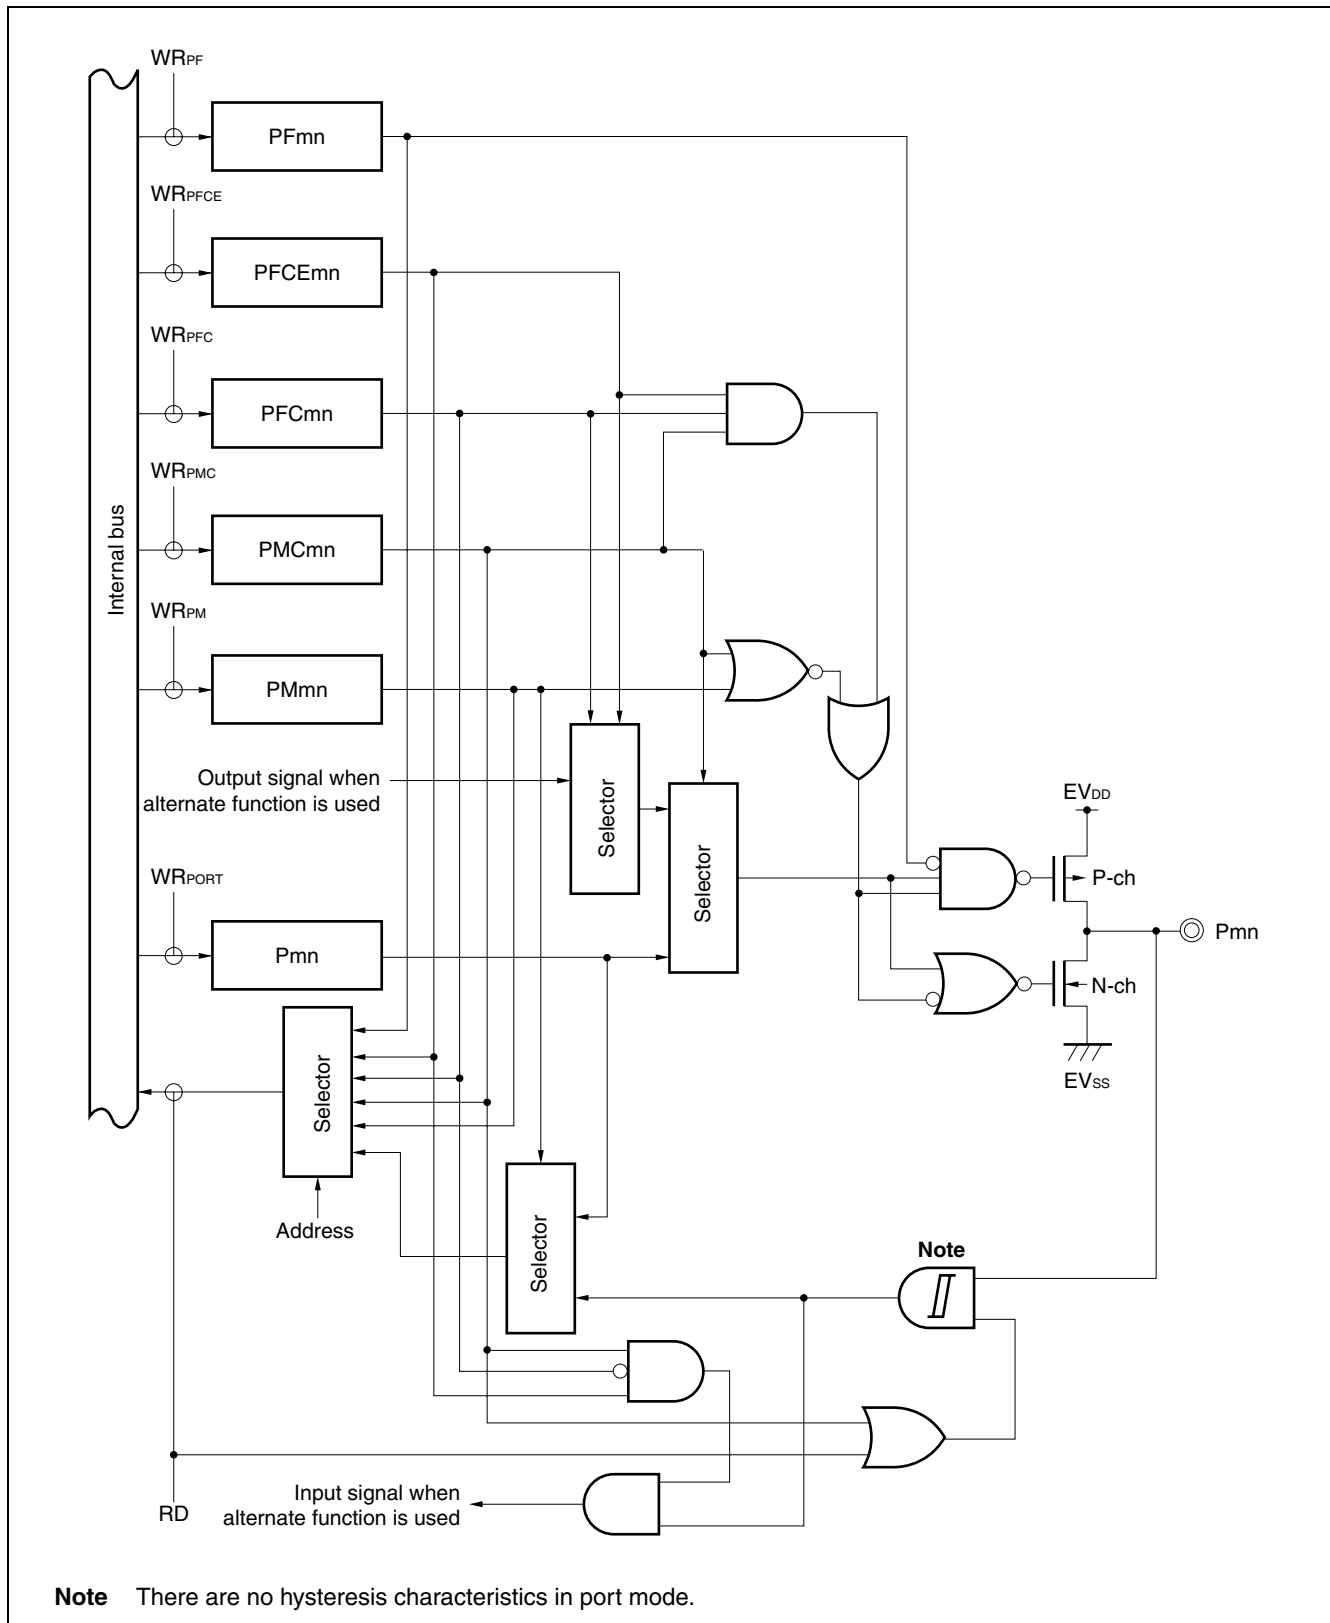 WRPF
PFmn
WRPFCE
PFCEmn
WRPFC
PFCmn
WRPMC
PMCmn
Internal bus
WRPM
PMmn
Output signal when
alternate function is used
Selector
Selector
EVDD
P-ch
WRPORT
Pmn
Pmn
N-ch
EVSS
Selector
Address
Selector
Note
Input signal when
alternate function is used
RD
Note There are no hysteresis characteristics in port mode.